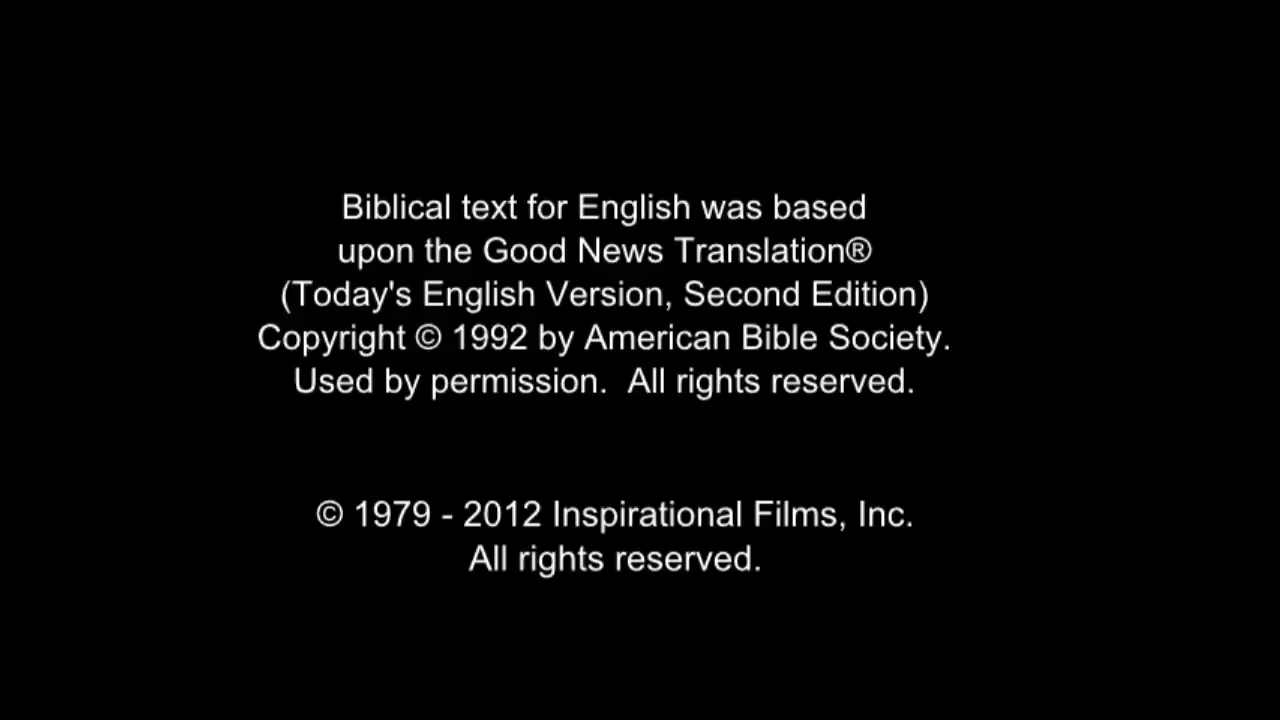 Biblical text for English was based
upon the Good News Translation®
(Today's English Version, Second Edition)
Copyright © 1992 by American Bible Society.
Used by permission.  All rights reserved.
© 1979 - 2012 Inspirational Films, Inc.
All rights reserved.